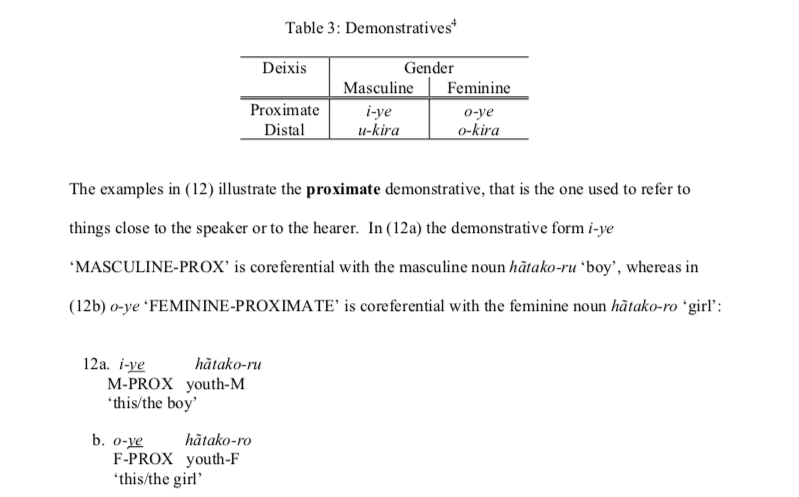 Table 3: Demonstratives4
Deixis Gender
Masculine Feminine
Proximate i-ye o-ye
Distal u-kira o-kira
The examples in (12) illustrate the proximate demonstrative, that is the one used to refer to
things close to the speaker or to the hearer. In (12a) the demonstrative form i-ye
‘MASCULINE-PROX’ is coreferential with the masculine noun hãtako-ru ‘boy’, whereas in
(12b) o-ye ‘FEMININE-PROXIMATE’ is coreferential with the feminine noun hãtako-ro ‘girl’:
12a. i-ye hãtako-ru
M-PROX youth-M
‘this/the boy’
b. o-ye hãtako-ro
F-PROX youth-F
‘this/the girl’